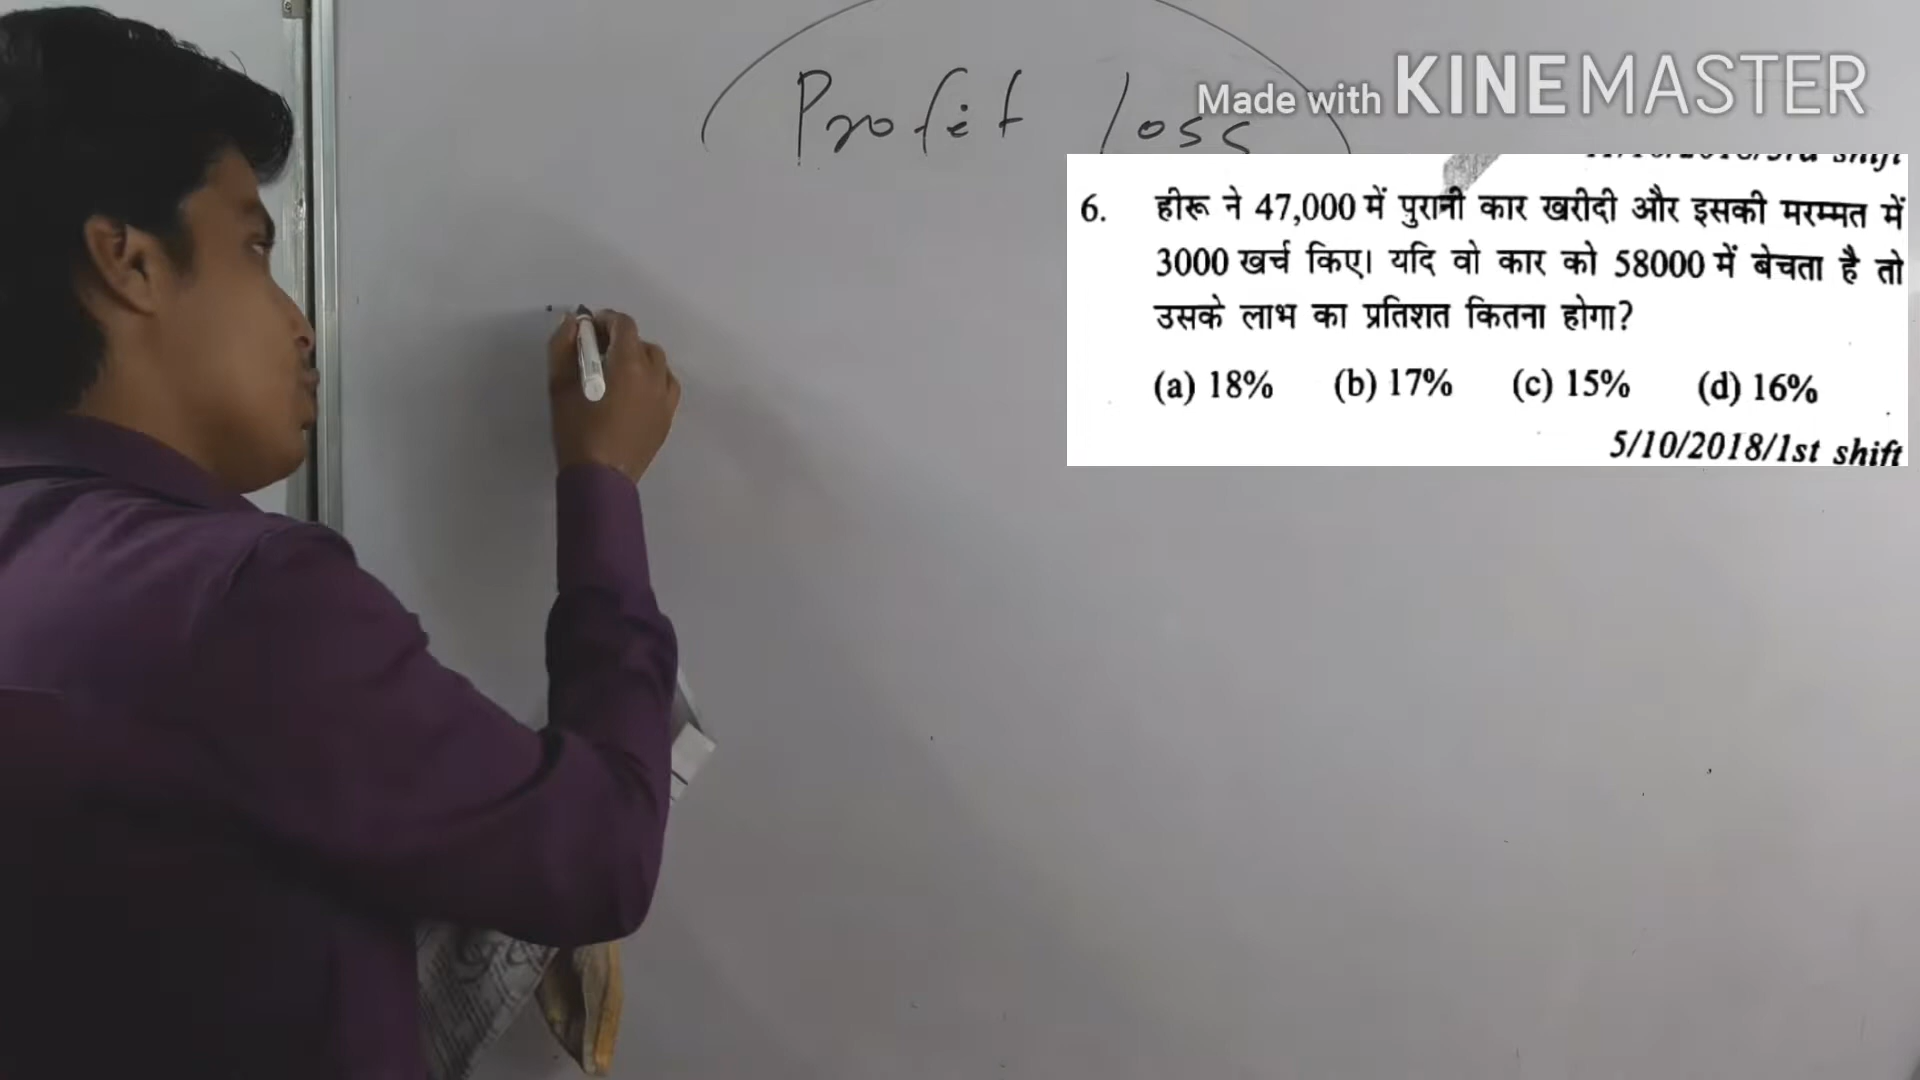 Profit loss
Made with KINEMASTER
6. हीरू ने 47,000 में पुरानी कार खरीदी और इसकी मरम्मत में
3000 खर्च किए। यदि वो कार को 58000 में बेचता है तो
उसके लाभ का प्रतिशत कितना होगा?
(a) 18% (b) 17% (c) 15% (d) 16%
5/10/2018/1st shift